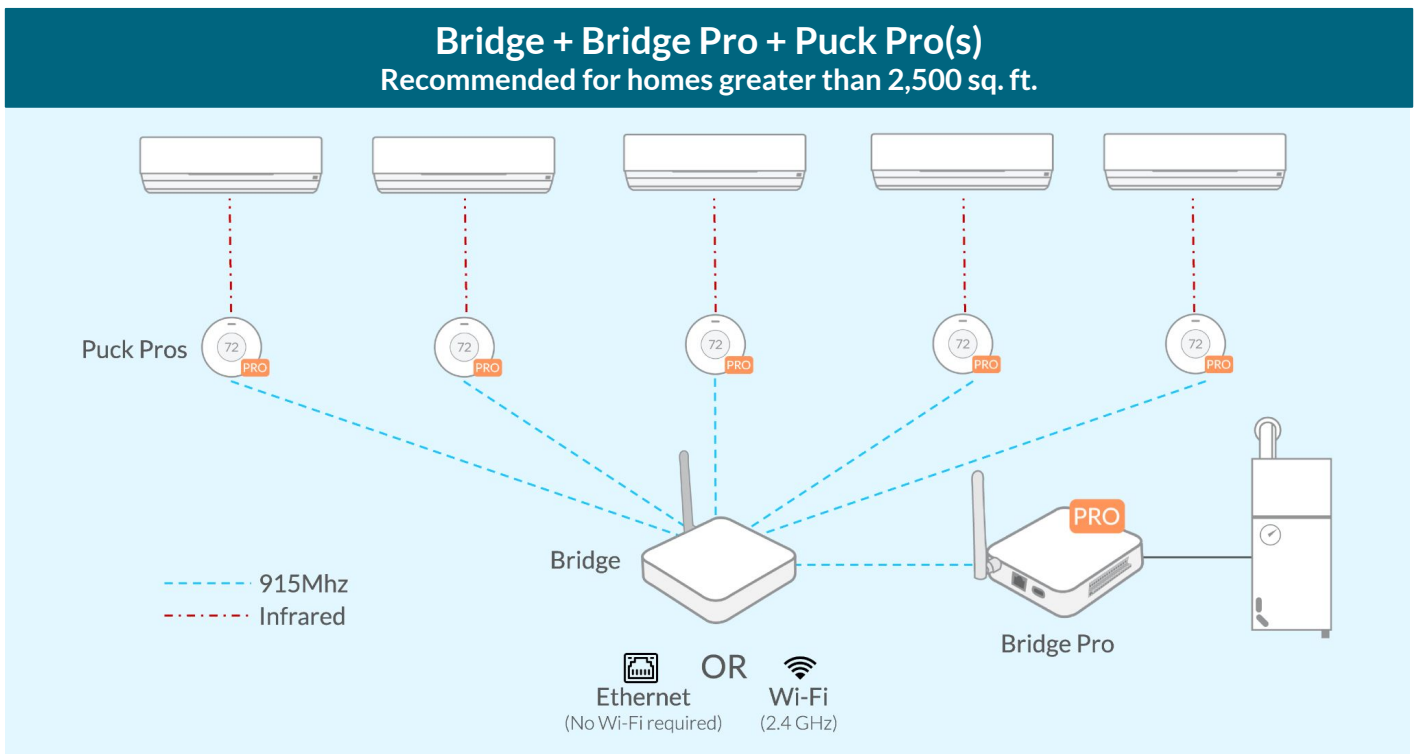 Bridge + Bridge Pro + Puck Pro(s)
Recommended for homes greater than 2,500 sq. ft.
Puck Pros
72
PRO
72
PRO
72
PRO
72
PRO
72
PRO
Bridge
PRO
915Mhz
Infrared
Bridge Pro
OR
Ethernet
(No Wi-Fi required)
Wi-Fi
(2.4 GHz)